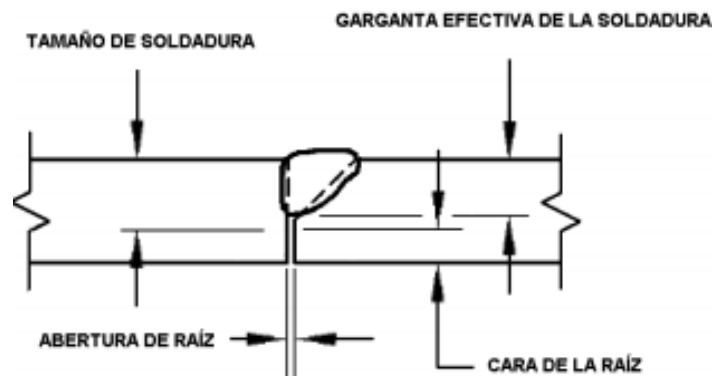 GARGANTA EFECTIVA DE LA SOLDADURA
TAMAÑO DE SOLDADURA
ABERTURA DE RAÍZ
CARA DE LA RAÍZ